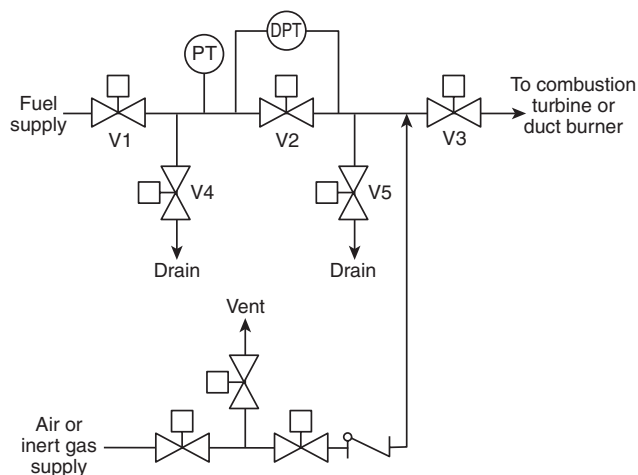 DPT
PT
Fuel
supply
V1
V2
V3
To combustion
turbine or
duct burner
V4
V5
Drain
Drain
Vent
Air or
inert gas
supply